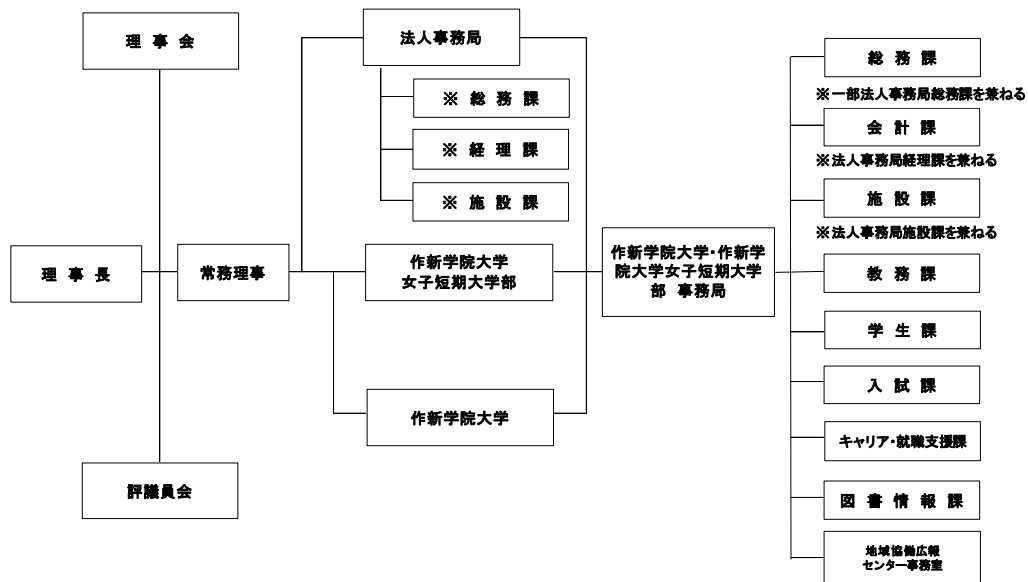 理事会
理事長
評議員会
常務理事
法人事務局
※総務課
※経理課
※施設課
作新学院大学
女子短期大学部
作新学院大学
作新学院大学・作新学
院大学女子短期大学
部 事務局
総務課
※一部法人事務局総務課を兼ねる
会計課
※法人事務局経理課を兼ねる
施設課
※法人事務局施設課を兼ねる
教務課
学生課
入試課
キャリア・就職支援課
図書情報課
地域協働広報
センター事務室